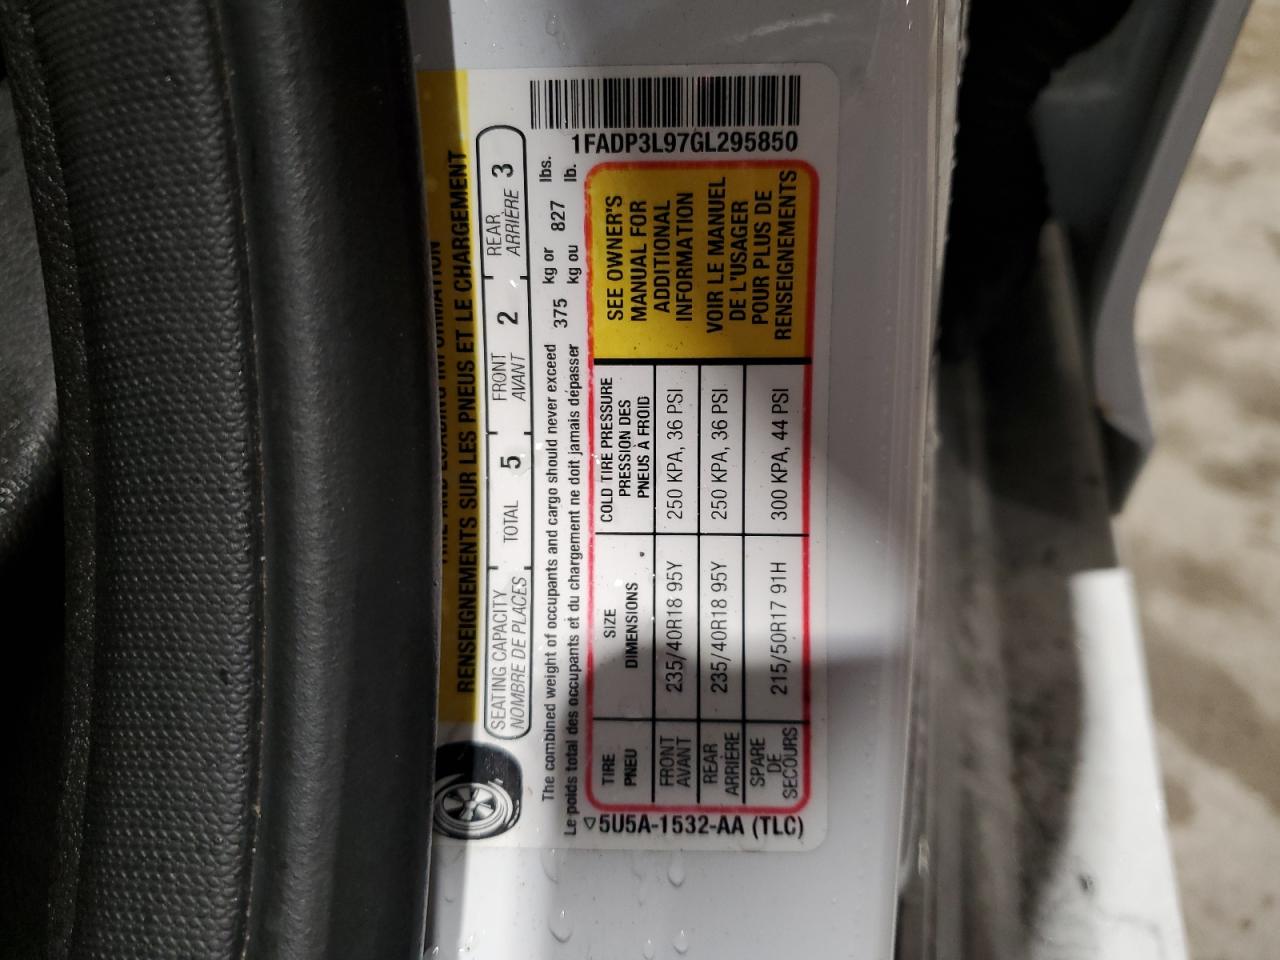 TIRE AND LOADING INFORMATION
RENSEIGNEMENTS SUR LES PNEUS ET LE CHARGEMENT
SEATING CAPACITY
NOMBRE DE PLACES
TOTAL 5
FRONT
AVANT
2
REAR
ARRIÈRE
3
The combined weight of occupants and cargo should never exceed 375 kg or 827 lbs.
Le poids total des occupants et du chargement ne doit jamais dépasser kg ou lb.
TIRE
PNEU
SIZE
DIMENSIONS
COLD TIRE PRESSURE
PRESSION DES
PNEUS À FROID
FRONT
AVANT
235/40R18 95Y
250 KPA, 36 PSI
REAR
ARRIÈRE
235/40R18 95Y
250 KPA, 36 PSI
SPARE
DE
SECOURS
215/50R17 91H
300 KPA, 44 PSI
SEE OWNER'S
MANUAL FOR
ADDITIONAL
INFORMATION
VOIR LE MANUEL
DE L'USAGER
POUR PLUS DE
RENSEIGNEMENTS
5U5A-1532-AA (TLC)
1FADP3L97GL295850